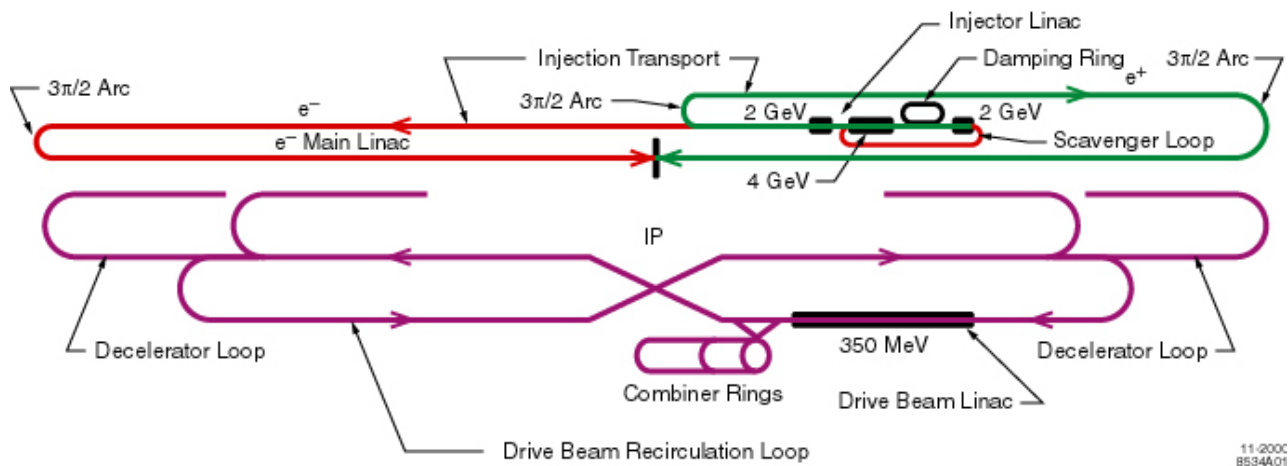 Injector Linac
Injection Transport
Damping Ring
3π/2 Arc
e⁺
3π/2 Arc
3π/2 Arc
e⁻
2 GeV
2 GeV
e⁻ Main Linac
Scavenger Loop
4 GeV
IP
Decelerator Loop
350 MeV
Decelerator Loop
Combiner Rings
Drive Beam Linac
Drive Beam Recirculation Loop
11-2000
8534A01